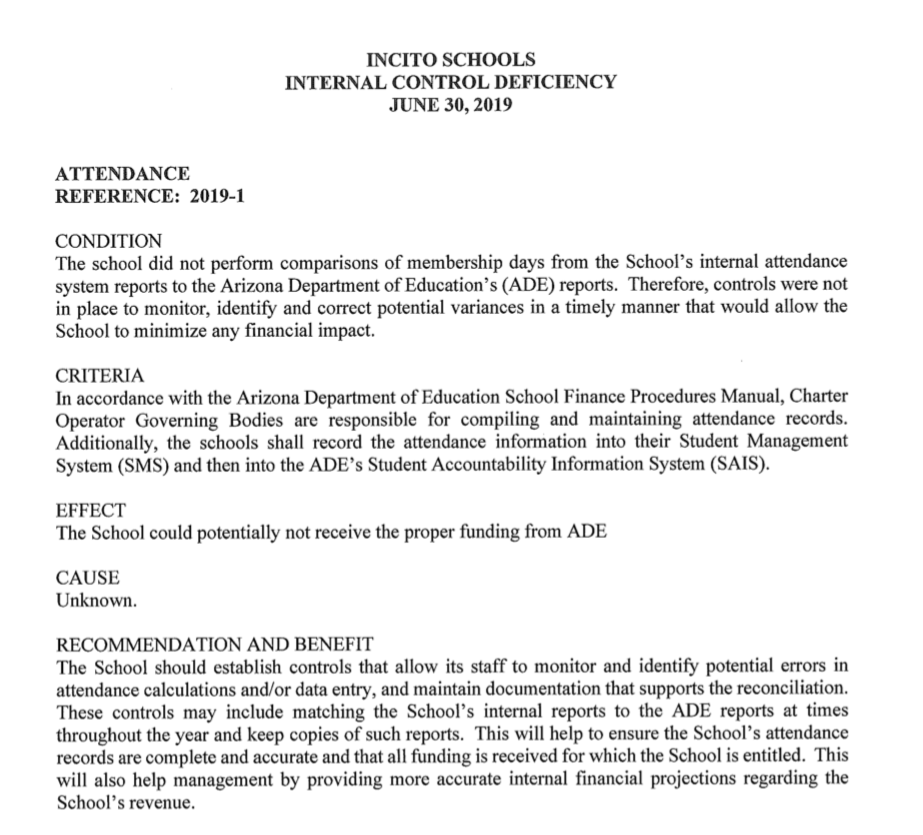 INCITO SCHOOLS
INTERNAL CONTROL DEFICIENCY
JUNE 30, 2019
ATTENDANCE
REFERENCE: 2019-1
CONDITION
The school did not perform comparisons of membership days from the School's internal attendance
system reports to the Arizona Department of Education's (ADE) reports. Therefore, controls were not
in place to monitor, identify and correct potential variances in a timely manner that would allow the
School to minimize any financial impact.
CRITERIA
In accordance with the Arizona Department of Education School Finance Procedures Manual, Charter
Operator Governing Bodies are responsible for compiling and maintaining attendance records.
Additionally, the schools shall record the attendance information into their Student Management
System (SMS) and then into the ADE's Student Accountability Information System (SAIS).
EFFECT
The School could potentially not receive the proper funding from ADE
CAUSE
Unknown.
RECOMMENDATION AND BENEFIT
The School should establish controls that allow its staff to monitor and identify potential errors in
attendance calculations and/or data entry, and maintain documentation that supports the reconciliation.
These controls may include matching the School's internal reports to the ADE reports at times
throughout the year and keep copies of such reports. This will help to ensure the School's attendance
records are complete and accurate and that all funding is received for which the School is entitled. This
will also help management by providing more accurate internal financial projections regarding the
School's revenue.